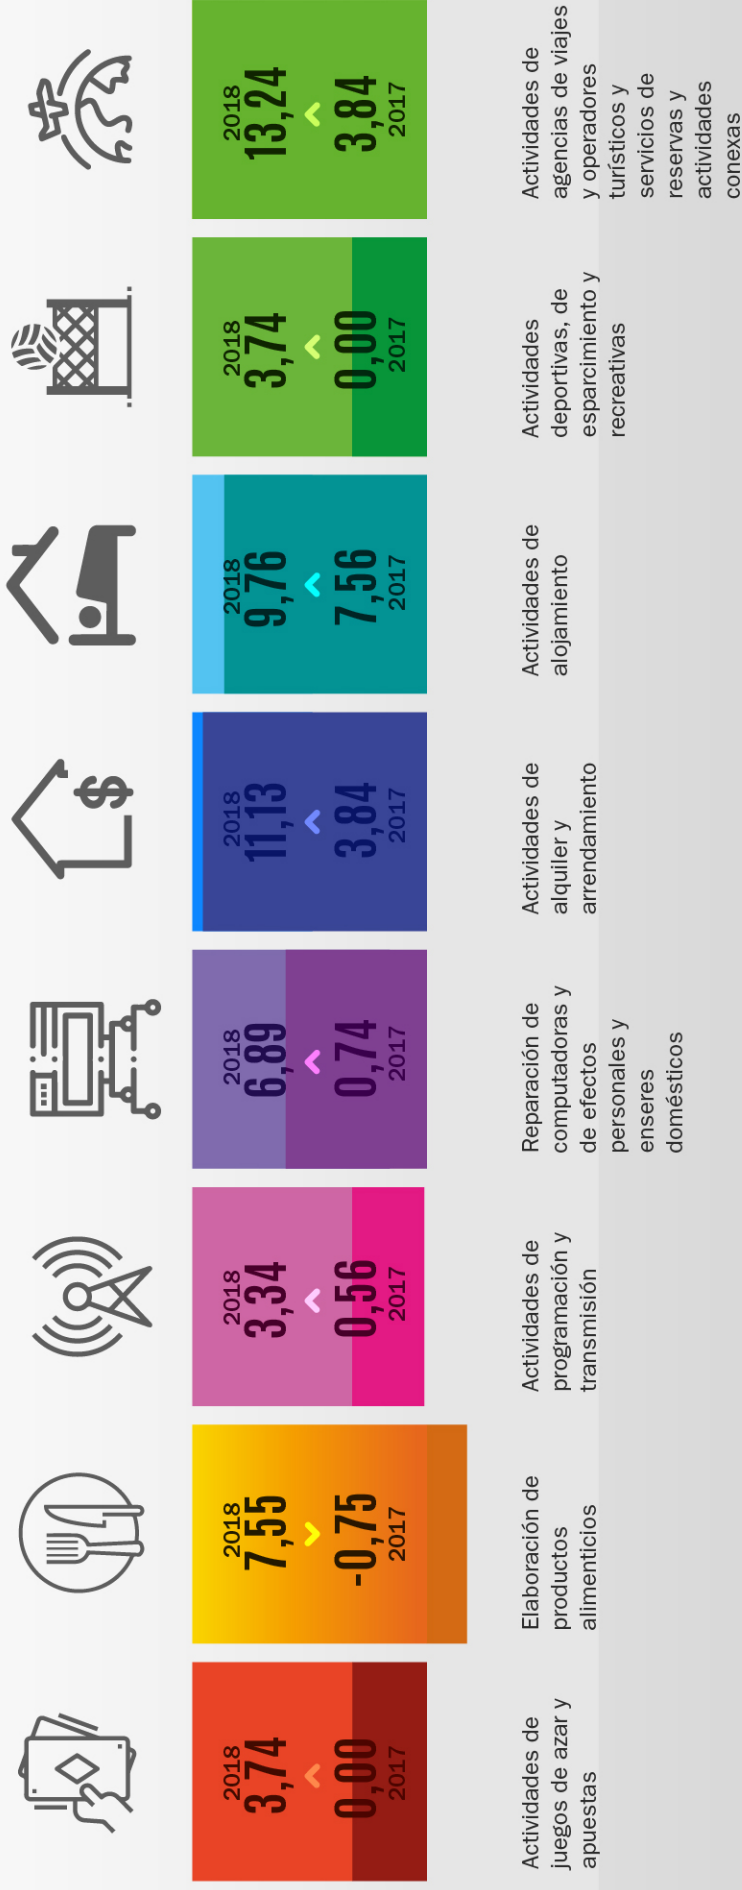 2018
3,74
0,00
2017
Actividades de
juegos de azar y
apuestas
2018
7,55
-0,75
2017
Elaboración de
productos
alimenticios
2018
3,34
0,56
2017
Actividades de
programación y
transmisión
2018
6,89
0,74
2017
Reparación de
computadoras y
de efectos
personales y
enseres
domésticos
2018
11,13
3,84
2017
Actividades de
alquiler y
arrendamiento
2018
9,76
7,56
2017
Actividades de
alojamiento
2018
3,74
0,00
2017
Actividades
deportivas, de
esparcimiento y
recreativas
2018
13,24
3,84
2017
Actividades de
agencias de viajes
y operadores
turísticos y
servicios de
reservas y
actividades
conexas